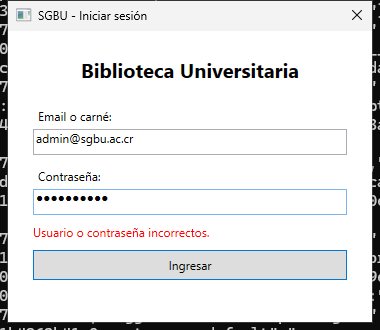 SGBU - Iniciar sesión
Biblioteca Universitaria
Email o carné:
admin@sgbu.ac.cr
Contraseña:
●●●●●●●●●●
Usuario o contraseña incorrectos.
Ingresar